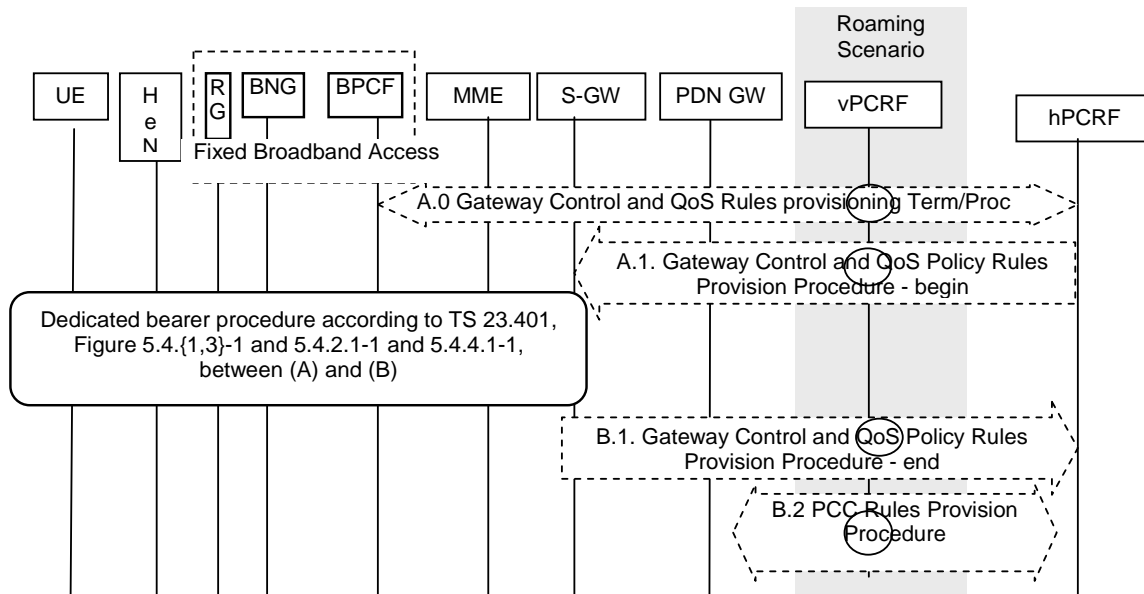 Roaming
Scenario
UE
H
e
N
R
G
BNG
BPCF
MME
S-GW
PDN GW
vPCRF
hPCRF
Fixed Broadband Access
A.0 Gateway Control and QoS Rules provisioning Term/Proc
A.1. Gateway Control and QoS Policy Rules
Provision Procedure - begin
Dedicated bearer procedure according to TS 23.401,
Figure 5.4.{1,3}-1 and 5.4.2.1-1 and 5.4.4.1-1,
between (A) and (B)
B.1. Gateway Control and QoS Policy Rules
Provision Procedure - end
B.2 PCC Rules Provision
Procedure